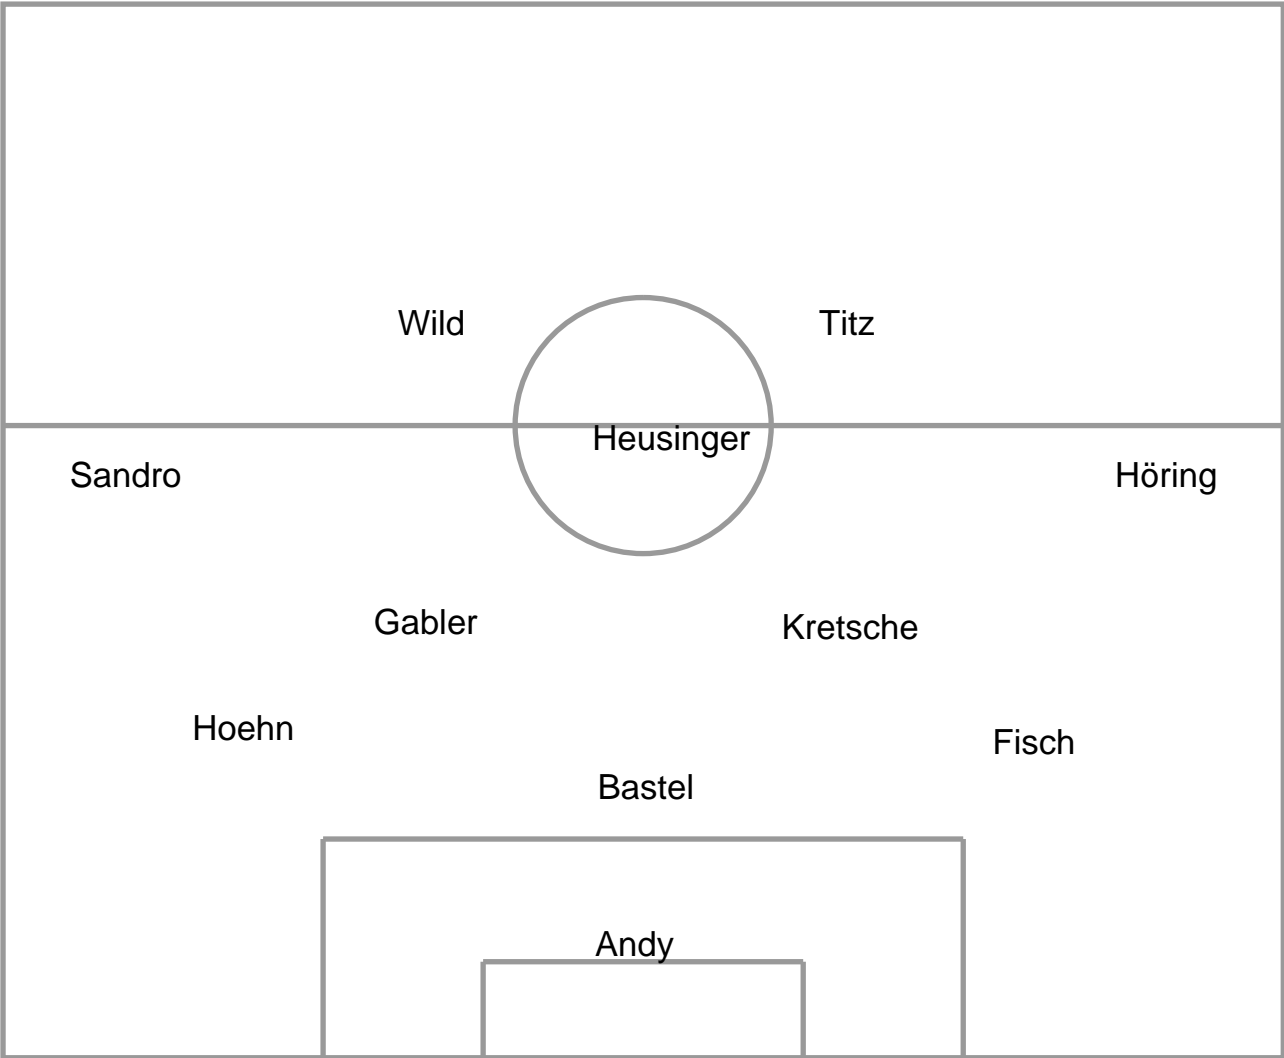 Wild
Titz
Heusinger
Sandro
Höring
Gabler
Kretsche
Hoehn
Fisch
Bastel
Andy